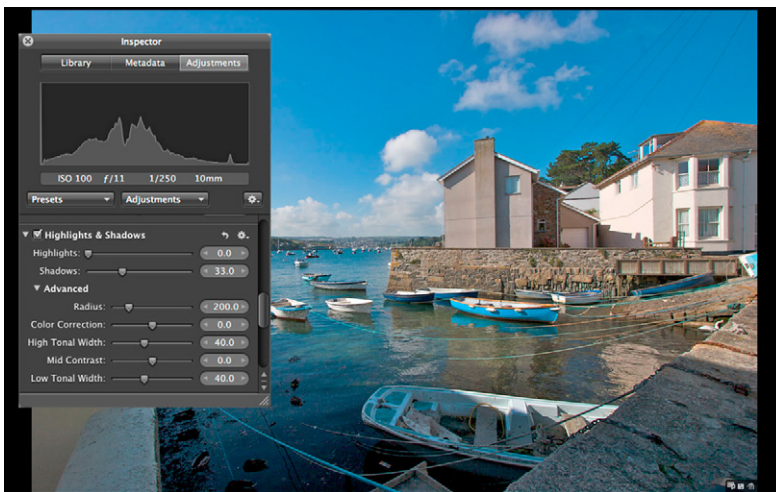 Inspector
Library Metadata Adjustments
ISO 100 f/11 1/250 10mm
Presets Adjustments
Highlights & Shadows
Highlights: 0.0
Shadows: 33.0
Advanced
Radius: 200.0
Color Correction: 0.0
High Tonal Width: 40.0
Mid Contrast: 0.0
Low Tonal Width: 40.0